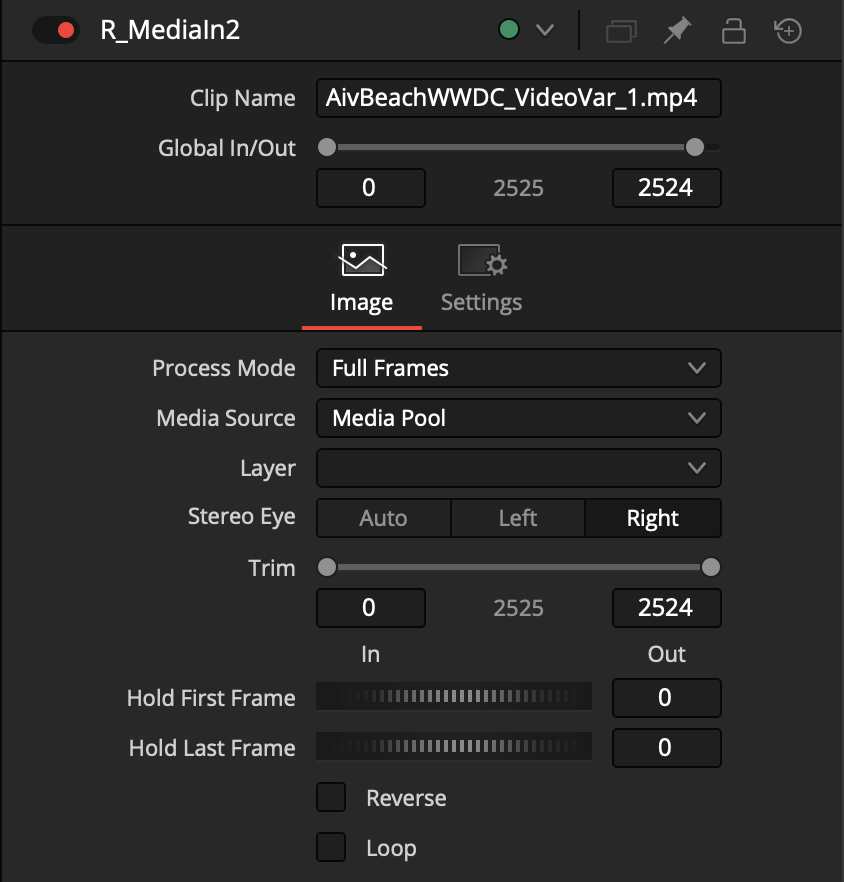 R_MediaIn2
Clip Name AivBeachWWDC_VideoVar_1.mp4
Global In/Out
0 2525 2524
Image Settings
Process Mode Full Frames
Media Source Media Pool
Layer
Stereo Eye Auto Left Right
Trim
0 2525 2524
In Out
Hold First Frame 0
Hold Last Frame 0
Reverse
Loop